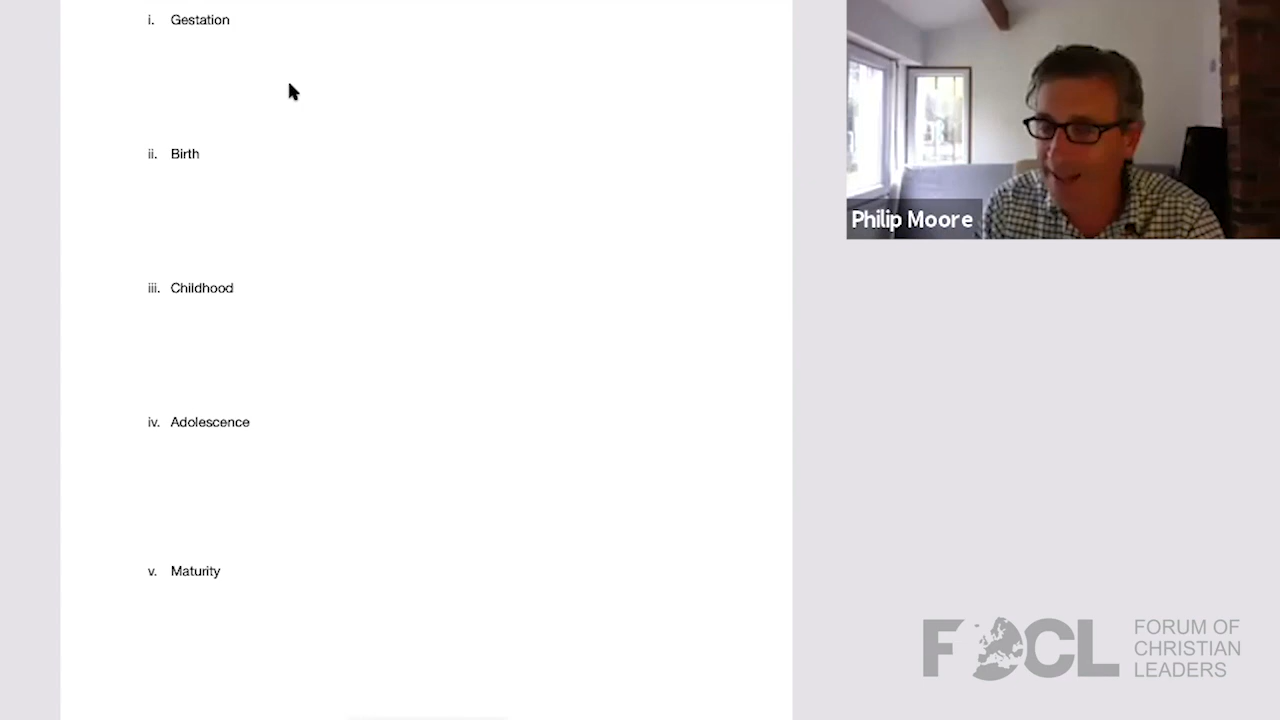 i. Gestation
ii. Birth
iii. Childhood
iv. Adolescence
v. Maturity
Philip Moore
FOCL
FORUM OF
CHRISTIAN
LEADERS